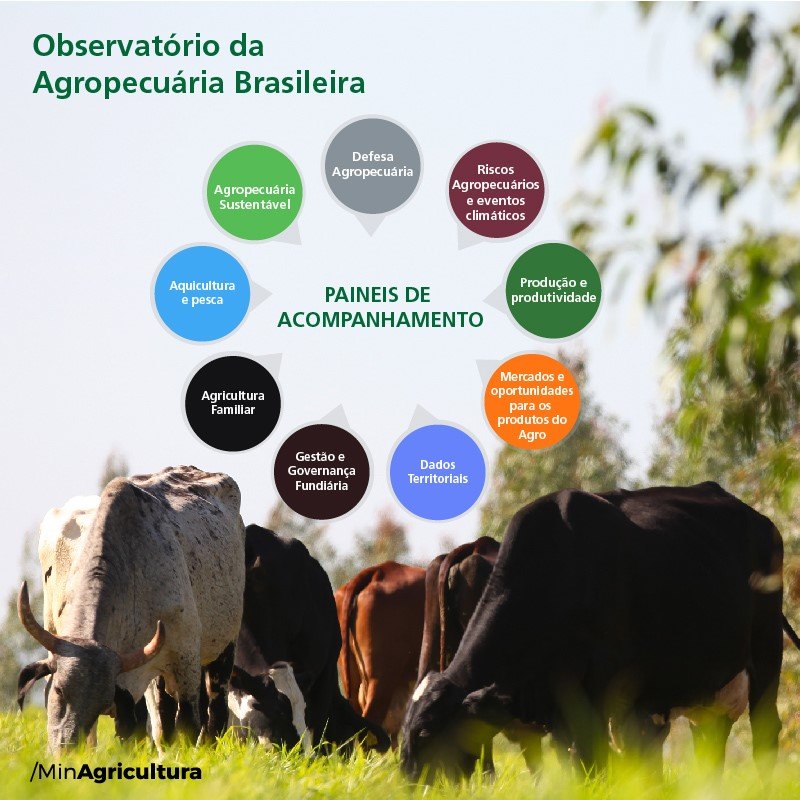 Observatório da
Agropecuária Brasileira
Defesa
Agropecuária
Riscos
Agropecuários
e eventos
climáticos
Produção e
produtividade
Mercados e
oportunidades
para os
produtos do
Agro
Dados
Territoriais
Gestão e
Governança
Fundiária
Agricultura
Familiar
Aquicultura
e pesca
Agropecuária
Sustentável
PAINEIS DE
ACOMPANHAMENTO
/MinAgricultura